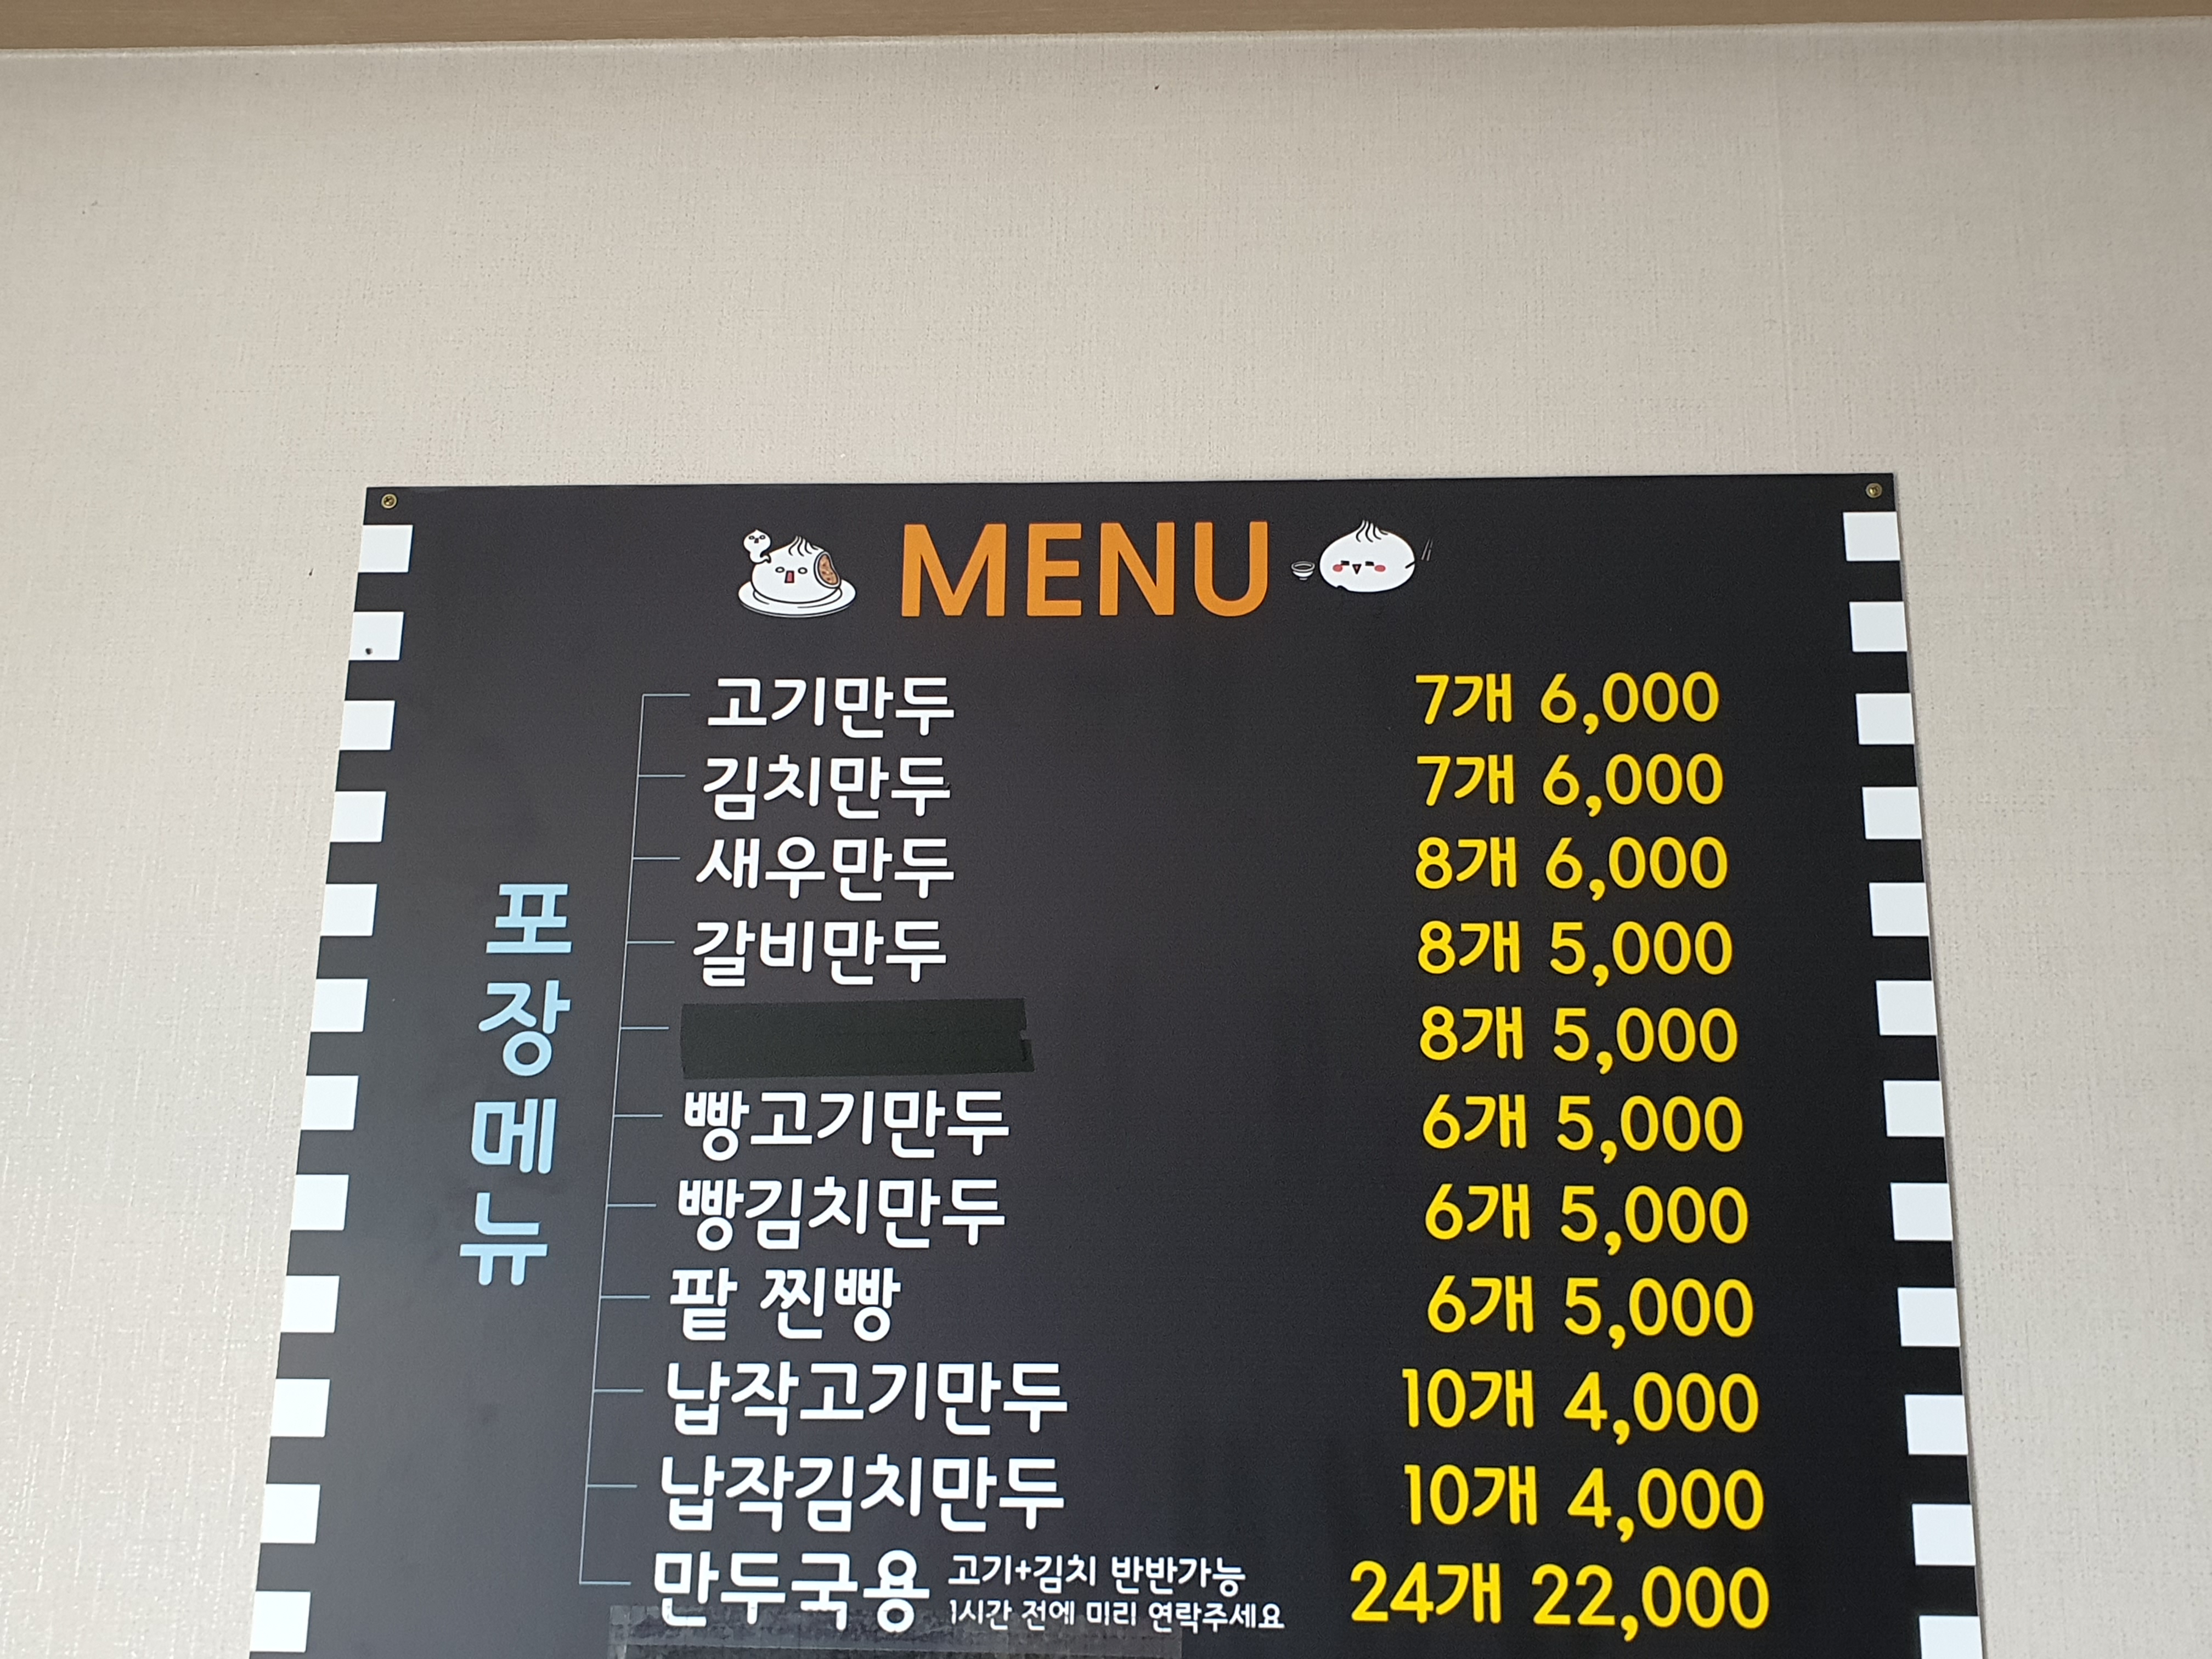 MENU
포장메뉴
고기만두 7개 6,000
김치만두 7개 6,000
새우만두 8개 6,000
갈비만두 8개 5,000
8개 5,000
빵고기만두 6개 5,000
빵김치만두 6개 5,000
팥 찐빵 6개 5,000
납작고기만두 10개 4,000
납작김치만두 10개 4,000
만두국용 고기+김치 반반가능 24개 22,000
1시간 전에 미리 연락주세요